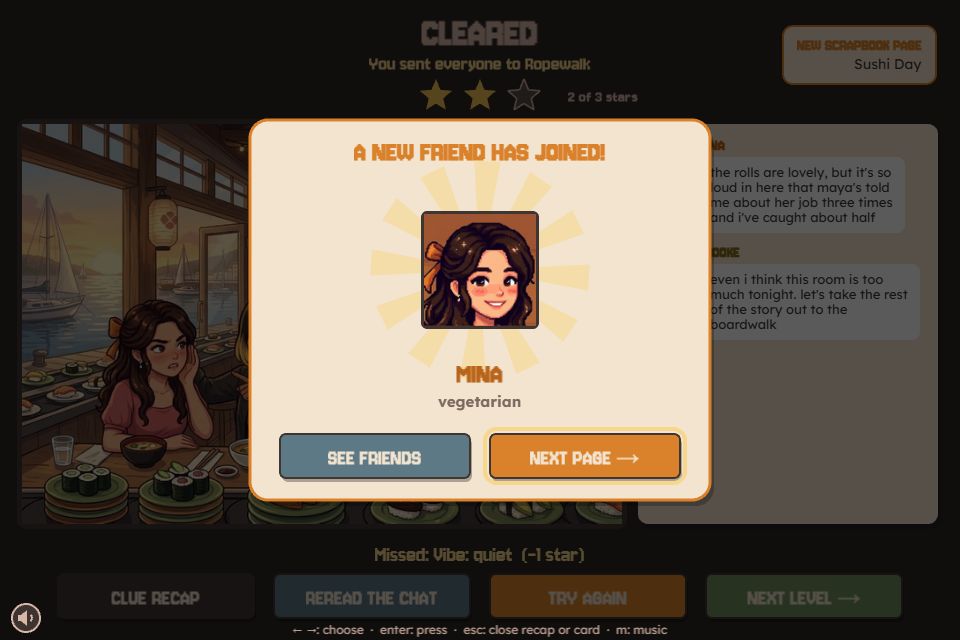 CLEARED
You sent everyone to Ropewalk
2 of 3 stars
NEW SCRAPBOOK PAGE
Sushi Day
A NEW FRIEND HAS JOINED!
MINA
vegetarian
SEE FRIENDS
NEXT PAGE →
the rolls are lovely, but it's so
loud in here that maya's told
me about her job three times
and i've caught about half
even i think this room is too
much tonight. let's take the rest
of the story out to the
boardwalk
Missed: Vibe: quiet (-1 star)
CLUE RECAP
REREAD THE CHAT
TRY AGAIN
NEXT LEVEL →
← →: choose · enter: press · esc: close recap or card · m: music